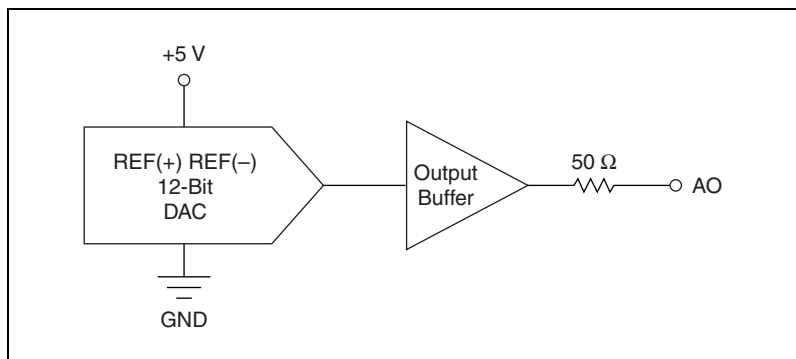 +5 V
REF(+) REF(–)
12-Bit
DAC
GND
Output
Buffer
50 Ω
AO